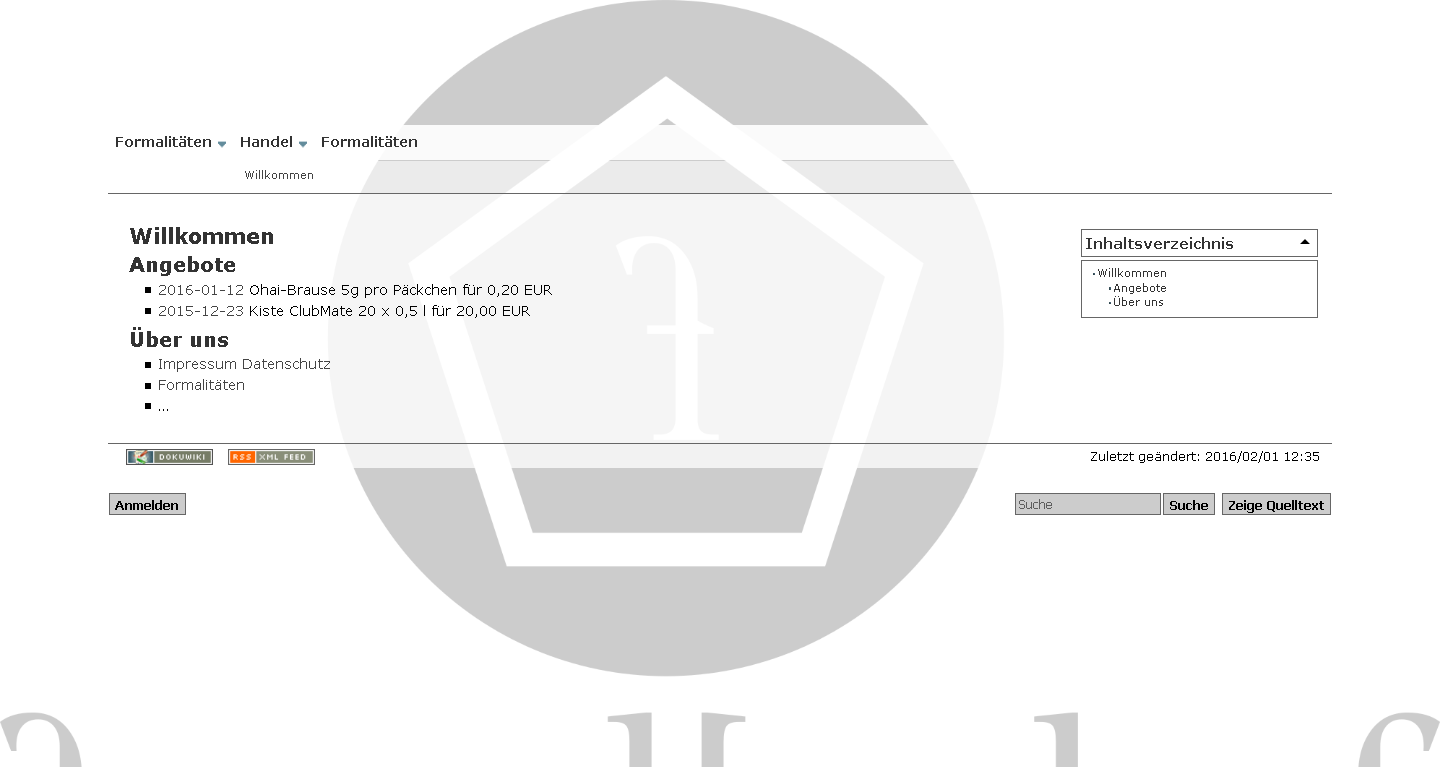 Formalitäten Handel Formalitäten
Willkommen
Willkommen
Angebote
2016-01-12 Ohai-Brause 5g pro Päckchen für 0,20 EUR
2015-12-23 Kiste ClubMate 20 x 0,5 l für 20,00 EUR
Über uns
Impressum Datenschutz
Formalitäten
...
Inhaltsverzeichnis
Willkommen
Angebote
Über uns
DOKUWIKI RSS XML FEED
Zuletzt geändert: 2016/02/01 12:35
Anmelden
Suche Suche Zeige Quelltext